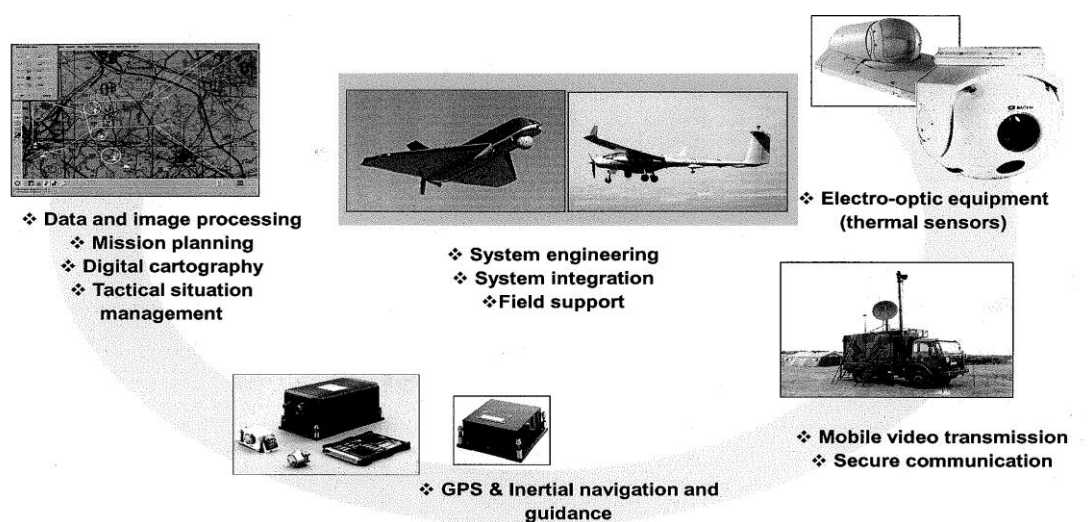 ❖ Data and image processing
❖ Mission planning
❖ Digital cartography
❖ Tactical situation
management
❖ System engineering
❖ System integration
❖Field support
❖ Electro-optic equipment
(thermal sensors)
❖ Mobile video transmission
❖ Secure communication
❖ GPS & Inertial navigation and
guidance